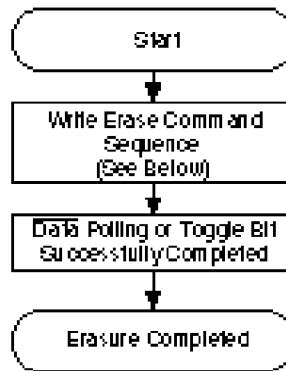 Start
Write Erase Command
Sequence
(See Below)
Data Polling or Toggle Bit
Successfully Completed
Erasure Completed